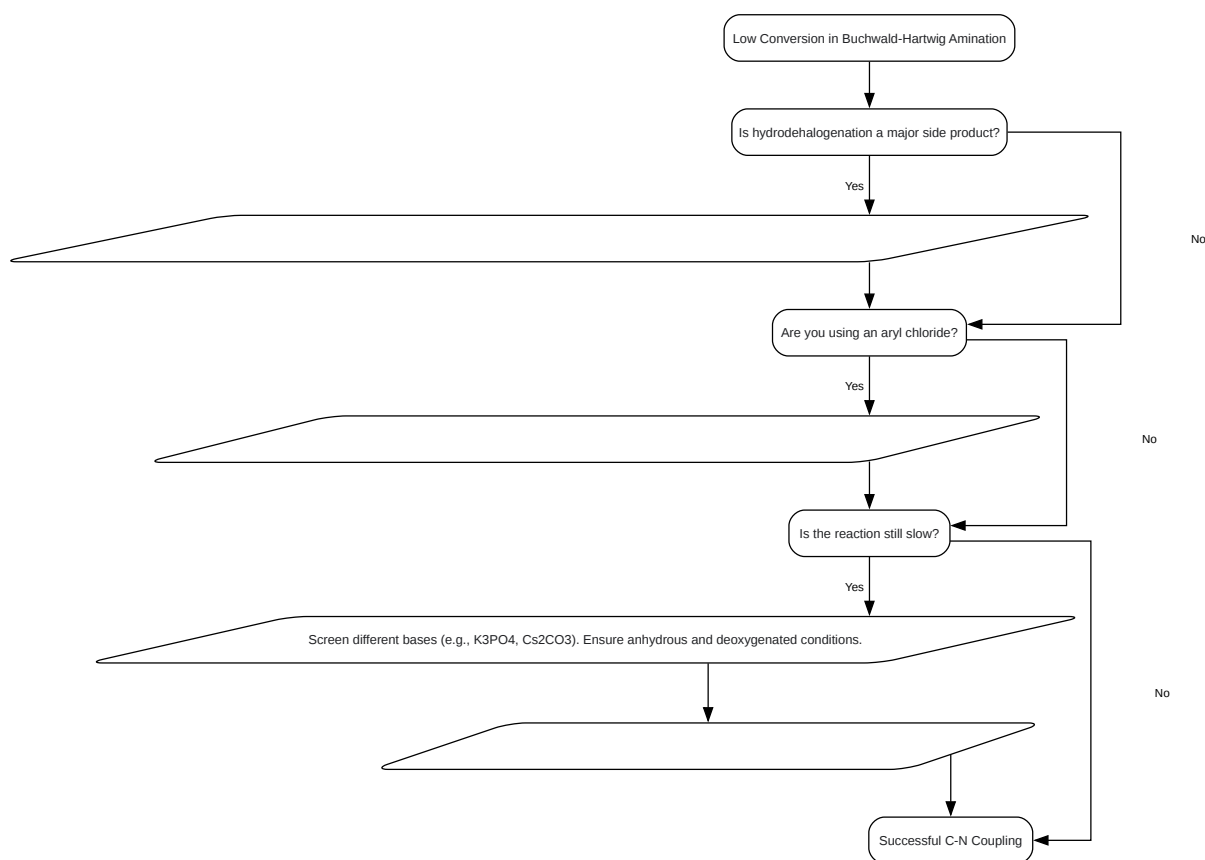 Low Conversion in Buchwald-Hartwig Amination
Is hydrodehalogenation a major side product?
Yes
No
Are you using an aryl chloride?
Yes
No
Is the reaction still slow?
Yes
Screen different bases (e.g., K3PO4, Cs2CO3). Ensure anhydrous and deoxygenated conditions.
No
Successful C-N Coupling